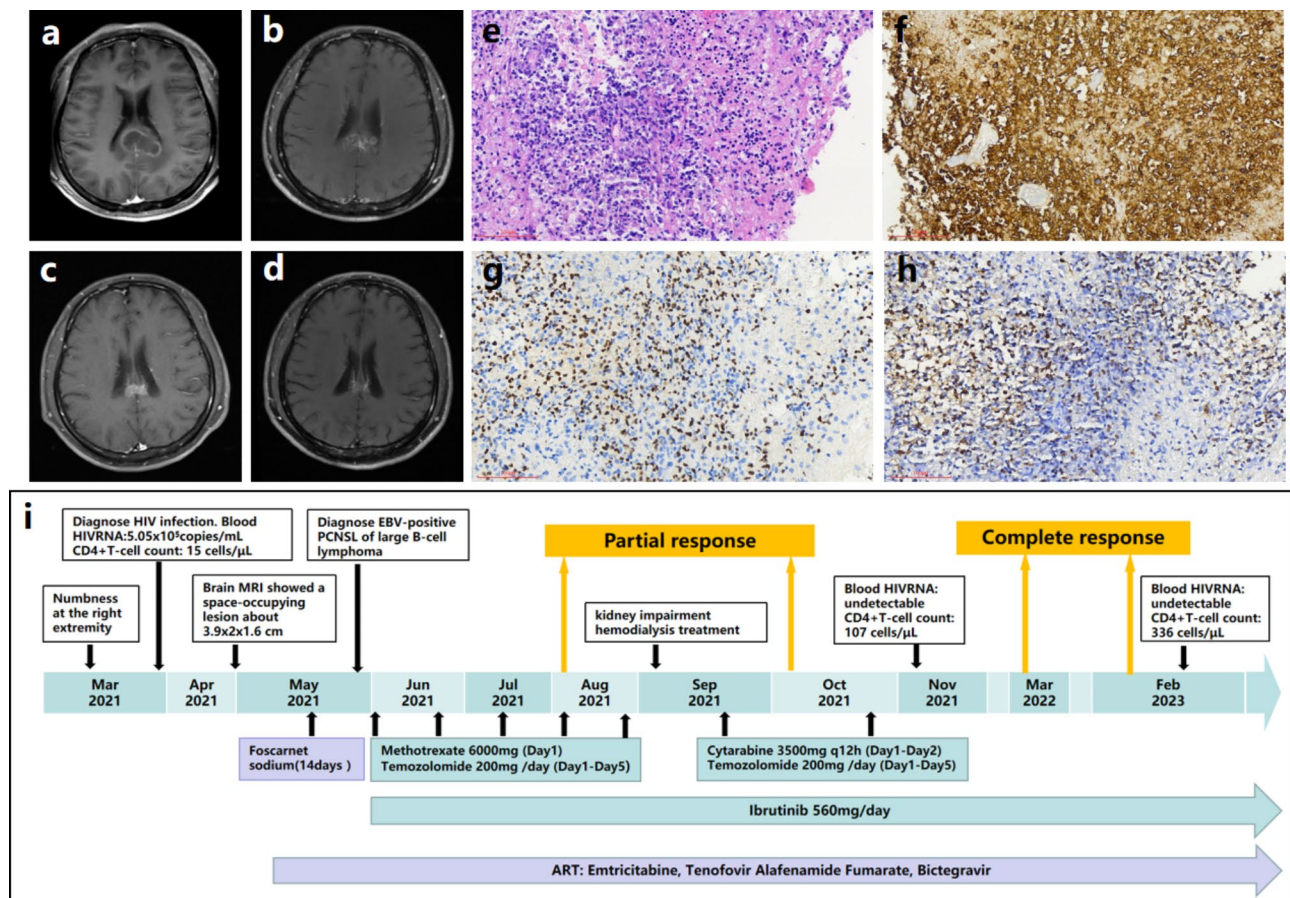 a
b
c
d
e
f
g
h
i
Diagnose HIV infection. Blood
HIVRNA:5.05x10⁵copies/mL
CD4+T-cell count: 15 cells/μL
Diagnose EBV-positive
PCNSL of large B-cell
lymphoma
Partial response
Complete response
Numbness
at the right
extremity
Brain MRI showed a
space-occupying
lesion about
3.9x2x1.6 cm
kidney impairment
hemodialysis treatment
Blood HIVRNA:
undetectable
CD4+T-cell count:
107 cells/μL
Blood HIVRNA:
undetectable
CD4+T-cell count:
336 cells/μL
Mar
2021
Apr
2021
May
2021
Jun
2021
Jul
2021
Aug
2021
Sep
2021
Oct
2021
Nov
2021
Mar
2022
Feb
2023
Foscarnet
sodium(14days )
Methotrexate 6000mg (Day1)
Temozolomide 200mg /day (Day1-Day5)
Cytarabine 3500mg q12h (Day1-Day2)
Temozolomide 200mg /day (Day1-Day5)
Ibrutinib 560mg/day
ART: Emtricitabine, Tenofovir Alafenamide Fumarate, Bictegravir